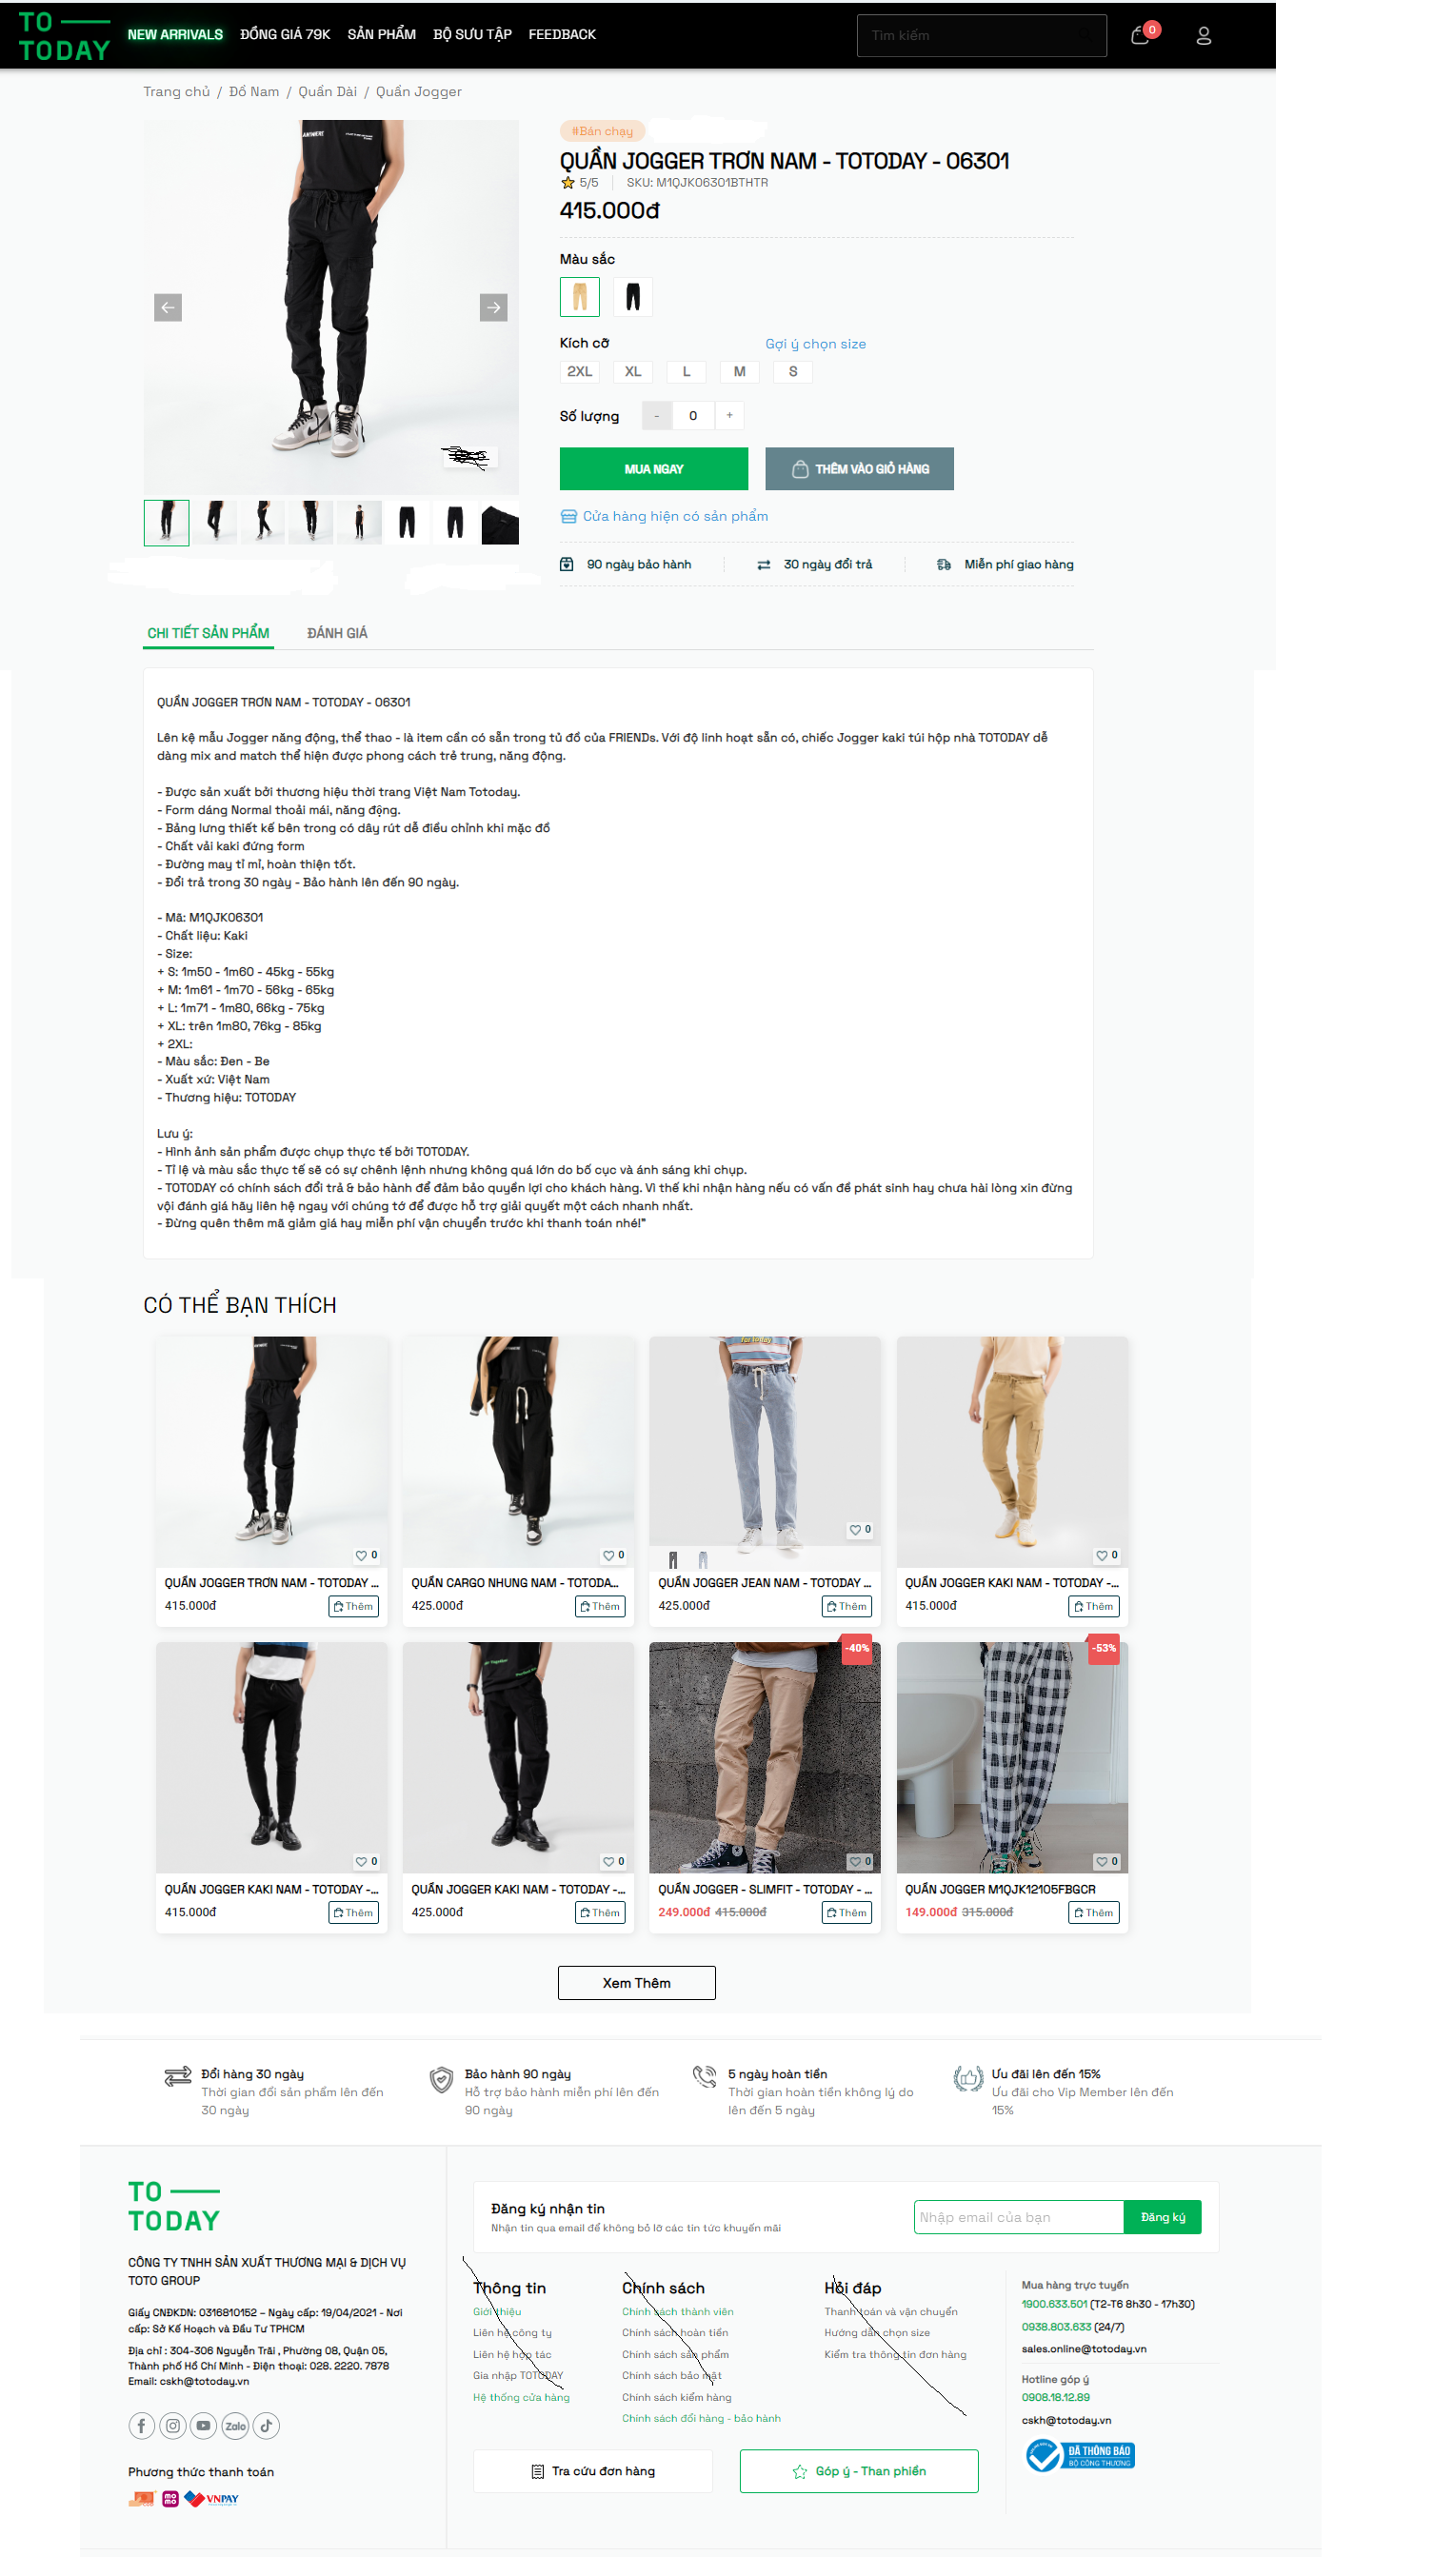 TO
TODAY
NEW ARRIVALS ĐỒNG GIÁ 79K SẢN PHẨM BỘ SƯU TẬP FEEDBACK
Tìm kiếm
0
Trang chủ / Đồ Nam / Quần Dài / Quần Jogger
#Bán chạy
QUẦN JOGGER TRƠN NAM - TOTODAY - 06301
5/5 SKU: M1QJK06301BTHTR
415.000đ
Màu sắc
Kích cỡ Gợi ý chọn size
2XL XL L M S
Số lượng - 0 +
MUA NGAY THÊM VÀO GIỎ HÀNG
Cửa hàng hiện có sản phẩm
90 ngày bảo hành 30 ngày đổi trả Miễn phí giao hàng
CHI TIẾT SẢN PHẨM ĐÁNH GIÁ
QUẦN JOGGER TRƠN NAM - TOTODAY - 06301
Lên kệ mẫu Jogger năng động, thể thao - là item cần có sẵn trong tủ đồ của FRIENDs. Với độ linh hoạt sẵn có, chiếc Jogger kaki túi hộp nhà TOTODAY dễ
dàng mix and match thể hiện được phong cách trẻ trung, năng động.
- Được sản xuất bởi thương hiệu thời trang Việt Nam Totoday.
- Form dáng Normal thoải mái, năng động.
- Bảng lưng thiết kế bên trong có dây rút dễ điều chỉnh khi mặc đồ
- Chất vải kaki đứng form
- Đường may tỉ mỉ, hoàn thiện tốt.
- Đổi trả trong 30 ngày - Bảo hành lên đến 90 ngày.
- Mã: M1QJK06301
- Chất liệu: Kaki
- Size:
+ S: 1m50 - 1m60 - 45kg - 55kg
+ M: 1m61 - 1m70 - 56kg - 65kg
+ L: 1m71 - 1m80, 66kg - 75kg
+ XL: trên 1m80, 76kg - 85kg
+ 2XL:
- Màu sắc: Đen - Be
- Xuất xứ: Việt Nam
- Thương hiệu: TOTODAY
Lưu ý:
- Hình ảnh sản phẩm được chụp thực tế bởi TOTODAY.
- Tỉ lệ và màu sắc thực tế sẽ có sự chênh lệnh nhưng không quá lớn do bố cục và ánh sáng khi chụp.
- TOTODAY có chính sách đổi trả & bảo hành để đảm bảo quyền lợi cho khách hàng. Vì thế khi nhận hàng nếu có vấn đề phát sinh hay chưa hài lòng xin đừng
vội đánh giá hãy liên hệ ngay với chúng tớ để được hỗ trợ giải quyết một cách nhanh nhất.
- Đừng quên thêm mã giảm giá hay miễn phí vận chuyển trước khi thanh toán nhé!"
CÓ THỂ BẠN THÍCH
0 0 0 0
QUẦN JOGGER TRƠN NAM - TOTODAY ... QUẦN CARGO NHUNG NAM - TOTODA... QUẦN JOGGER JEAN NAM - TOTODAY ... QUẦN JOGGER KAKI NAM - TOTODAY -...
415.000đ Thêm 425.000đ Thêm 425.000đ Thêm 415.000đ Thêm
-40% -53%
0 0 0 0
QUẦN JOGGER KAKI NAM - TOTODAY -... QUẦN JOGGER KAKI NAM - TOTODAY -... QUẦN JOGGER - SLIMFIT - TOTODAY - ... QUẦN JOGGER M1QJK12105FBGCR
415.000đ Thêm 425.000đ Thêm 249.000đ 415.000đ Thêm 149.000đ 315.000đ Thêm
Xem Thêm
Đổi hàng 30 ngày Bảo hành 90 ngày 5 ngày hoàn tiền Ưu đãi lên đến 15%
Thời gian đổi sản phẩm lên đến Hỗ trợ bảo hành miễn phí lên đến Thời gian hoàn tiền không lý do Ưu đãi cho Vip Member lên đến
30 ngày 90 ngày lên đến 5 ngày 15%
TO
TODAY
CÔNG TY TNHH SẢN XUẤT THƯƠNG MẠI & DỊCH VỤ
TOTO GROUP
Giấy CNĐKDN: 0316810152 – Ngày cấp: 19/04/2021 - Nơi
cấp: Sở Kế Hoạch và Đầu Tư TPHCM
Địa chỉ : 304-306 Nguyễn Trãi , Phường 08, Quận 05,
Thành phố Hồ Chí Minh - Điện thoại: 028. 2220. 7878
Email: cskh@totoday.vn
Zalo
Phương thức thanh toán
momo VNPAY
Đăng ký nhận tin
Nhận tin qua email để không bỏ lỡ các tin tức khuyến mãi
Nhập email của bạn Đăng ký
Thông tin
Giới thiệu
Liên hệ công ty
Liên hệ hợp tác
Gia nhập TOTODAY
Hệ thống cửa hàng
Chính sách
Chính sách thành viên
Chính sách hoàn tiền
Chính sách sản phẩm
Chính sách bảo mật
Chính sách kiểm hàng
Chính sách đổi hàng - bảo hành
Hỏi đáp
Thanh toán và vận chuyển
Hướng dẫn chọn size
Kiểm tra thông tin đơn hàng
Mua hàng trực tuyến
1900.633.501 (T2-T6 8h30 - 17h30)
0938.803.633 (24/7)
sales.online@totoday.vn
Hotline góp ý
0908.18.12.89
cskh@totoday.vn
ĐÃ THÔNG BÁO
BỘ CÔNG THƯƠNG
Tra cứu đơn hàng Góp ý - Than phiền